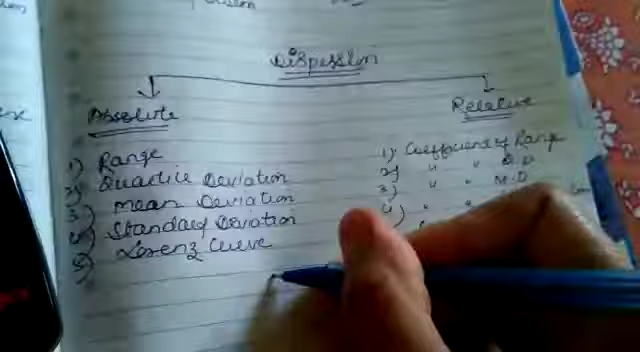 Dispersion
Absolute
Relative
1) Range
2) Quartile Deviation
3) Mean Deviation
4) Standard Deviation
5) Lorenz Curve
1) Coefficient of Range
2) " " Q.D
3) " " M.D
4) " "